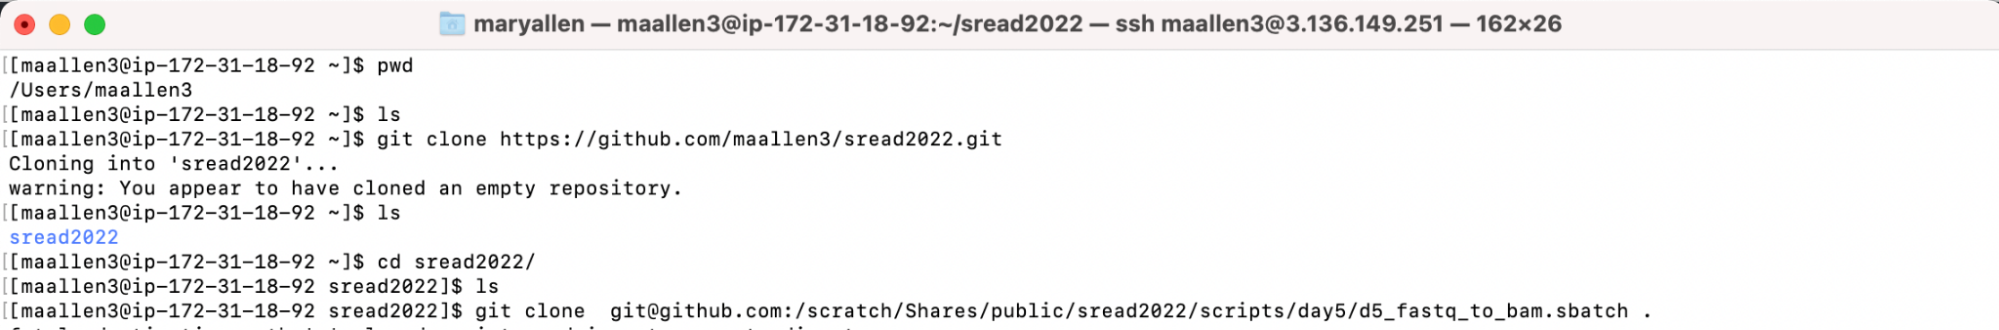 maryallen — maallen3@ip-172-31-18-92:~/sread2022 — ssh maallen3@3.136.149.251 — 162×26
[[maallen3@ip-172-31-18-92 ~]$ pwd
/Users/maallen3
[[maallen3@ip-172-31-18-92 ~]$ ls
[[maallen3@ip-172-31-18-92 ~]$ git clone https://github.com/maallen3/sread2022.git
Cloning into 'sread2022'...
warning: You appear to have cloned an empty repository.
[[maallen3@ip-172-31-18-92 ~]$ ls
sread2022
[[maallen3@ip-172-31-18-92 ~]$ cd sread2022/
[[maallen3@ip-172-31-18-92 sread2022]$ ls
[[maallen3@ip-172-31-18-92 sread2022]$ git clone  git@github.com:/scratch/Shares/public/sread2022/scripts/day5/d5_fastq_to_bam.sbatch .